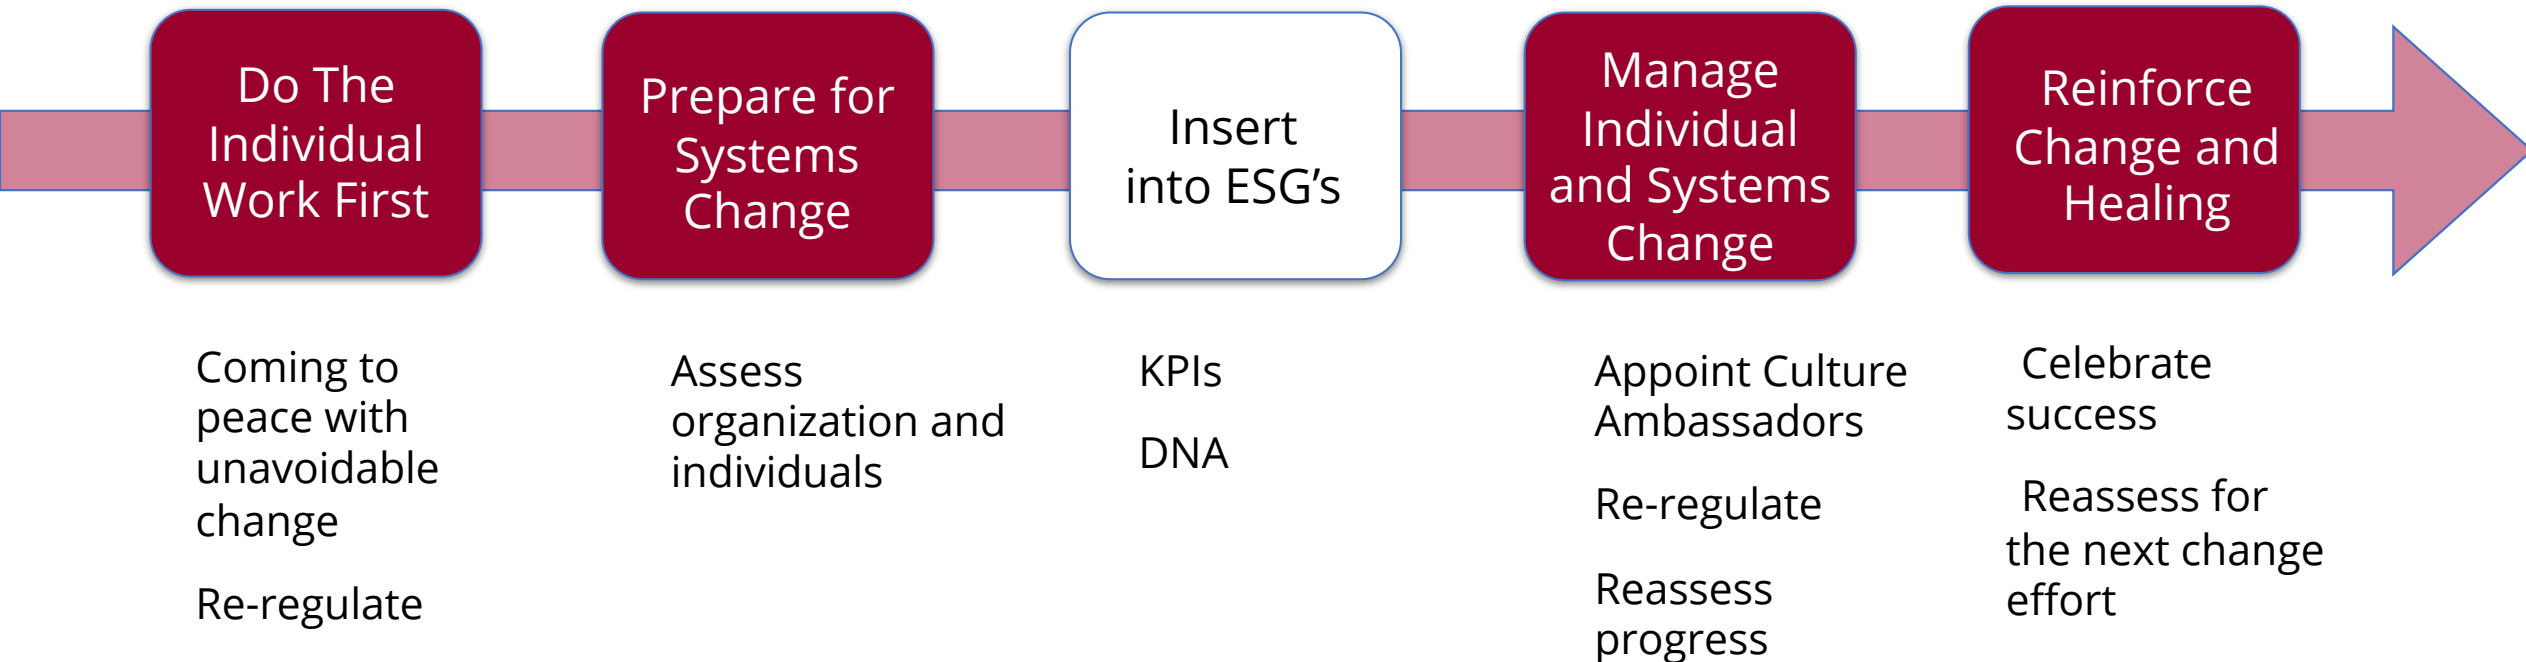 Do The
Individual
Work First
Prepare for
Systems
Change
Insert
into ESG’s
Manage
Individual
and Systems
Change
Reinforce
Change and
Healing
Coming to
peace with
unavoidable
change
Re-regulate
Assess
organization and
individuals
KPIs
DNA
Appoint Culture
Ambassadors
Re-regulate
Reassess
progress
Celebrate
success
Reassess for
the next change
effort